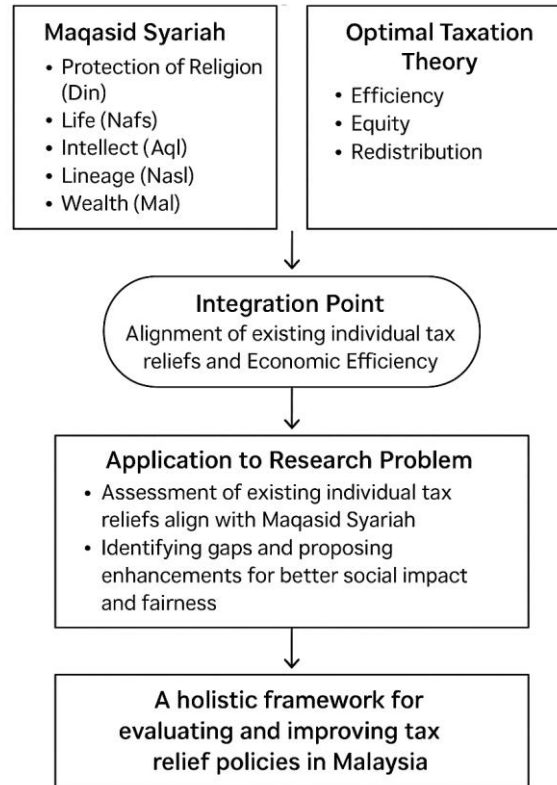 Maqasid Syariah
• Protection of Religion
(Din)
• Life (Nafs)
• Intellect (Aql)
• Lineage (Nasl)
• Wealth (Mal)
Optimal Taxation
Theory
• Efficiency
• Equity
• Redistribution
Integration Point
Alignment of existing individual tax
reliefs and Economic Efficiency
Application to Research Problem
• Assessment of existing individual tax
reliefs align with Maqasid Syariah
• Identifying gaps and proposing
enhancements for better social impact
and fairness
A holistic framework for
evaluating and improving tax
relief policies in Malaysia